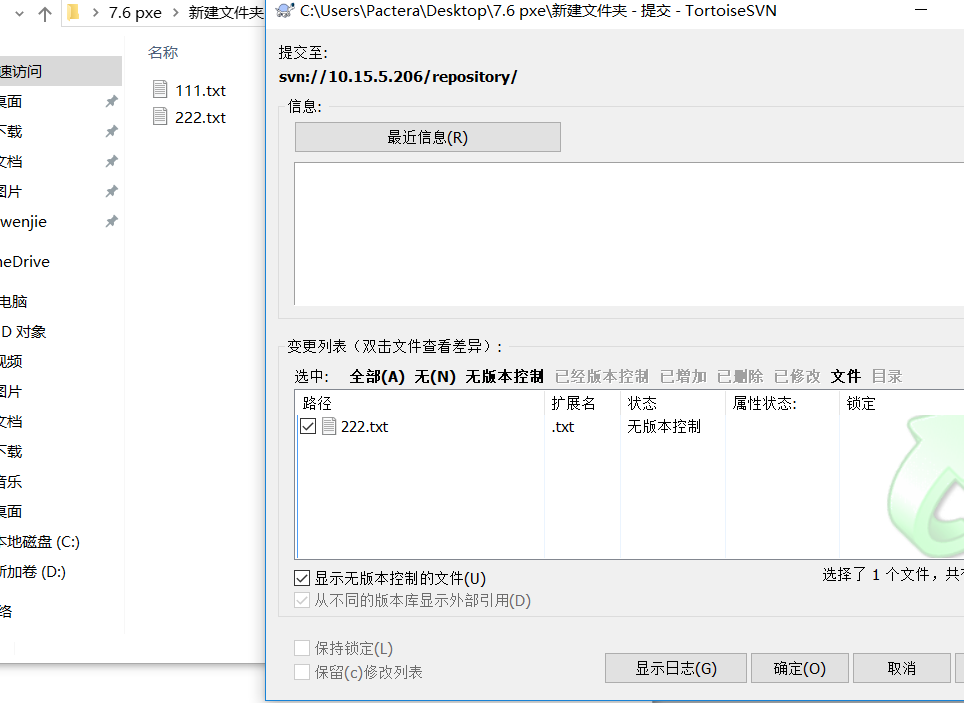 7.6 pxe
新建文件夹
名称
速访问
桌面
下载
文档
图片
wenjie
neDrive
电脑
D 对象
视频
图片
文档
下载
音乐
桌面
本地磁盘 (C:)
新加卷 (D:)
络
111.txt
222.txt
C:\Users\Pactera\Desktop\7.6 pxe\新建文件夹 - 提交 - TortoiseSVN
提交至:
svn://10.15.5.206/repository/
信息:
最近信息(R)
变更列表（双击文件查看差异）:
选中: 全部(A) 无(N) 无版本控制 已经版本控制 已增加 已删除 已修改 文件 目录
路径 扩展名 状态 属性状态: 锁定
222.txt .txt 无版本控制
显示无版本控制的文件(U)
选择了 1 个文件，共有
从不同的版本库显示外部引用(D)
保持锁定(L)
保留(c)修改列表
显示日志(G) 确定(O) 取消